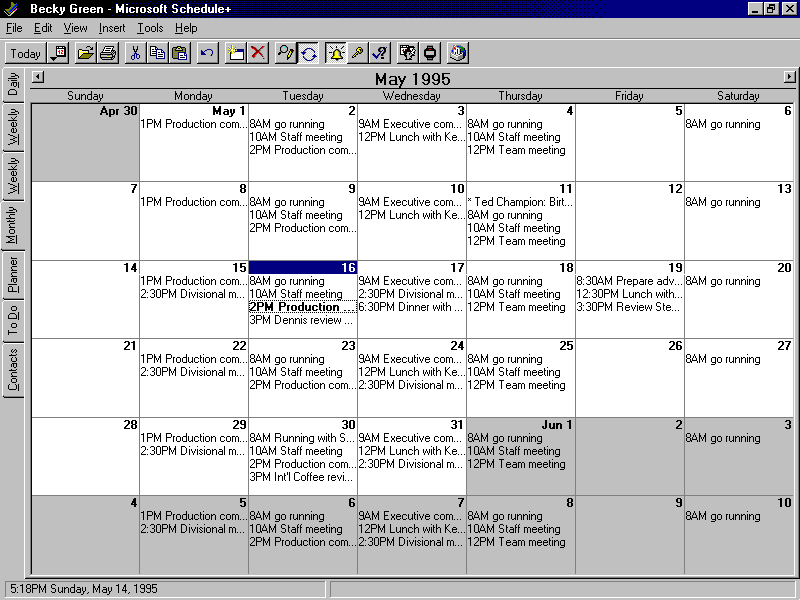 Becky Green - Microsoft Schedule+
File Edit View Insert Tools Help
Today
May 1995
Sunday Monday Tuesday Wednesday Thursday Friday Saturday
Daily
Weekly
Weekly
Monthly
Planner
To Do
Contacts
Apr 30
May 1
1PM Production com...
2
8AM go running
10AM Staff meeting
2PM Production com...
3
9AM Executive com...
12PM Lunch with Ke...
4
8AM go running
10AM Staff meeting
12PM Team meeting
5
6
8AM go running
7
8
1PM Production com...
9
8AM go running
10AM Staff meeting
2PM Production com...
10
9AM Executive com...
12PM Lunch with Ke...
11
* Ted Champion: Birt...
8AM go running
10AM Staff meeting
12PM Team meeting
12
13
8AM go running
14
15
1PM Production com...
2:30PM Divisional m...
16
8AM go running
10AM Staff meeting
2PM Production ...
3PM Dennis review ...
17
9AM Executive com...
2:30PM Divisional m...
6:30PM Dinner with ...
18
8AM go running
10AM Staff meeting
12PM Team meeting
19
8:30AM Prepare adv...
12:30PM Lunch with...
3:30PM Review Ste...
20
8AM go running
21
22
1PM Production com...
2:30PM Divisional m...
23
8AM go running
10AM Staff meeting
2PM Production com...
24
9AM Executive com...
12PM Lunch with Ke...
2:30PM Divisional m...
25
8AM go running
10AM Staff meeting
12PM Team meeting
26
27
8AM go running
28
29
1PM Production com...
2:30PM Divisional m...
30
8AM Running with S...
10AM Staff meeting
2PM Production com...
3PM Int'l Coffee revi...
31
9AM Executive com...
12PM Lunch with Ke...
2:30PM Divisional m...
Jun 1
8AM go running
10AM Staff meeting
12PM Team meeting
2
3
8AM go running
4
5
1PM Production com...
2:30PM Divisional m...
6
8AM go running
10AM Staff meeting
2PM Production com...
7
9AM Executive com...
12PM Lunch with Ke...
2:30PM Divisional m...
8
8AM go running
10AM Staff meeting
12PM Team meeting
9
10
8AM go running
5:18PM Sunday, May 14, 1995